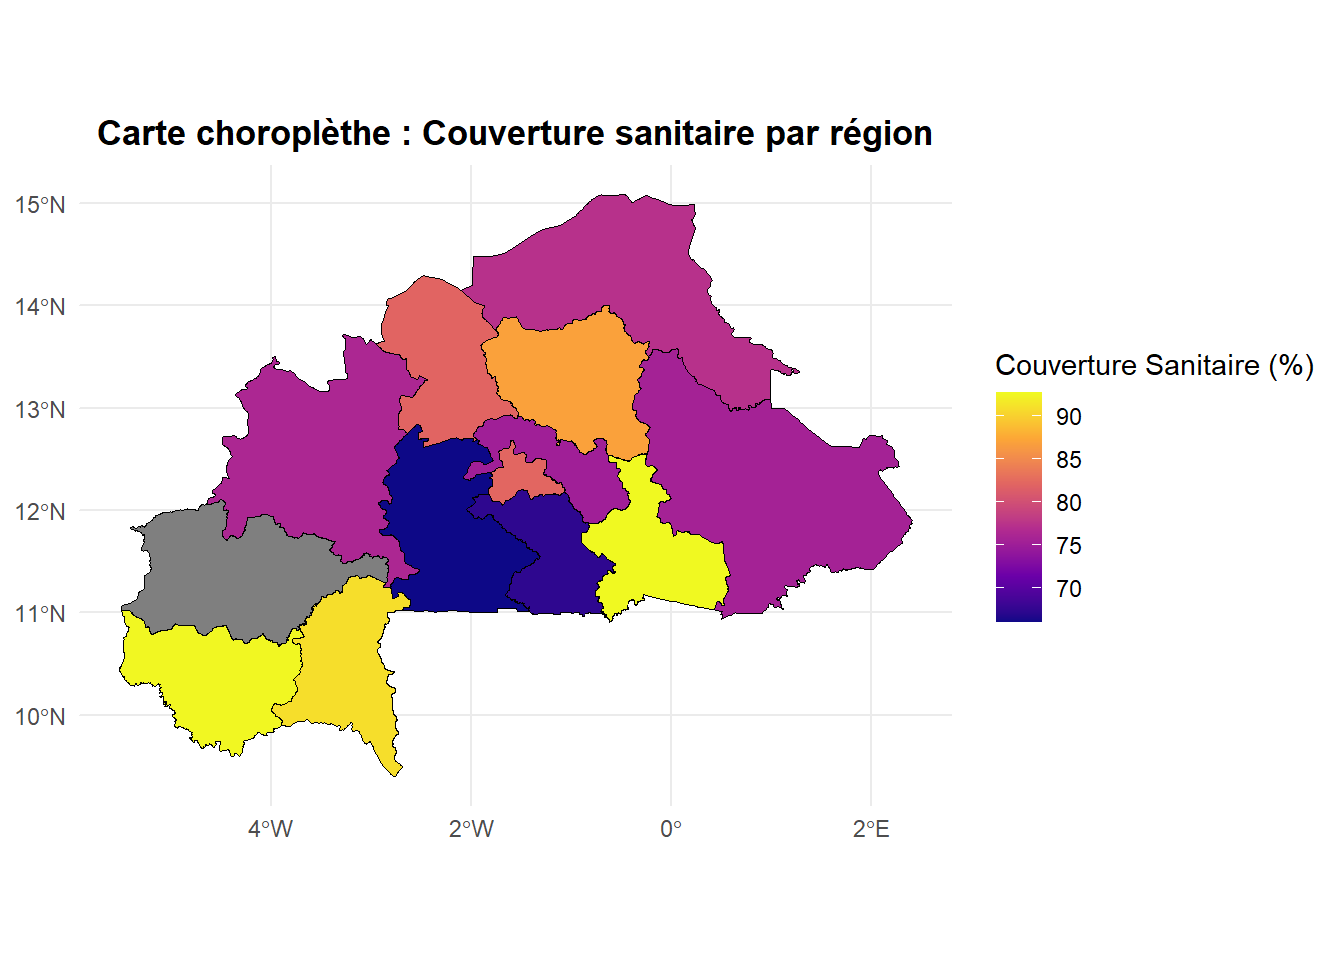 Carte choroplèthe : Couverture sanitaire par région
15°N
14°N
13°N
12°N
11°N
10°N
4°W
2°W
0°
2°E
Couverture Sanitaire (%)
90
85
80
75
70